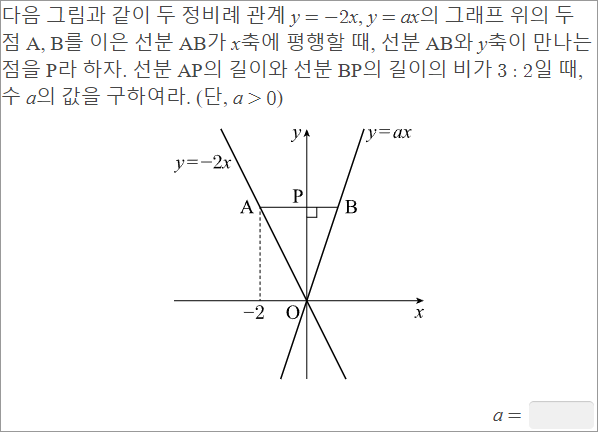 다음 그림과 같이 두 정비례 관계 y = −2x, y = ax의 그래프 위의 두
점 A, B를 이은 선분 AB가 x축에 평행할 때, 선분 AB와 y축이 만나는
점을 P라 하자. 선분 AP의 길이와 선분 BP의 길이의 비가 3 : 2일 때,
수 a의 값을 구하여라. (단, a > 0)
y
y=ax
y=−2x
P
A
B
−2
O
x
a =